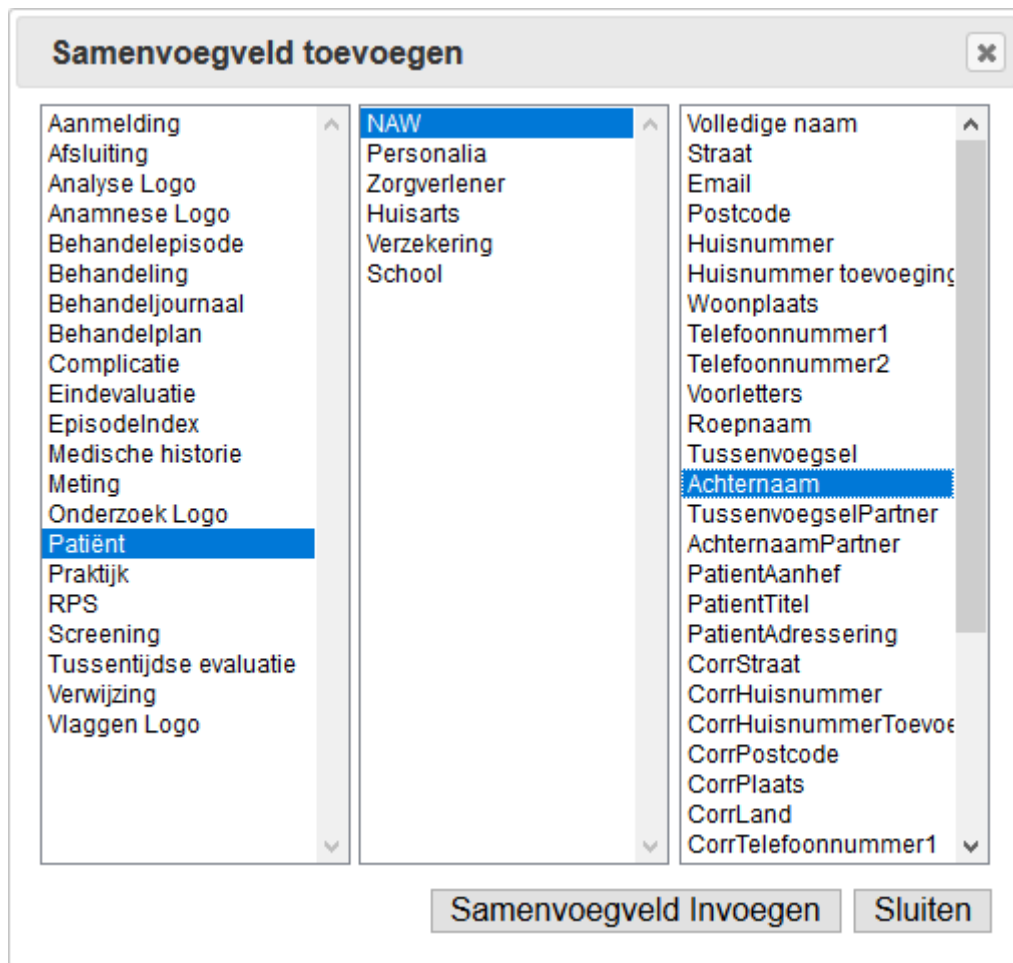 Samenvoegveld toevoegen
Aanmelding
Afsluiting
Analyse Logo
Anamnese Logo
Behandelepisode
Behandeling
Behandeljournaal
Behandelplan
Complicatie
Eindevaluatie
EpisodeIndex
Medische historie
Meting
Onderzoek Logo
Patiënt
Praktijk
RPS
Screening
Tussentijdse evaluatie
Verwijzing
Vlaggen Logo
NAW
Personalia
Zorgverlener
Huisarts
Verzekering
School
Volledige naam
Straat
Email
Postcode
Huisnummer
Huisnummer toevoeging
Woonplaats
Telefoonnummer1
Telefoonnummer2
Voorletters
Roepnaam
Tussenvoegsel
Achternaam
TussenvoegselPartner
AchternaamPartner
PatientAanhef
PatientTitel
PatientAdressering
CorrStraat
CorrHuisnummer
CorrHuisnummerToevoe
CorrPostcode
CorrPlaats
CorrLand
CorrTelefoonnummer1
Samenvoegveld Invoegen
Sluiten